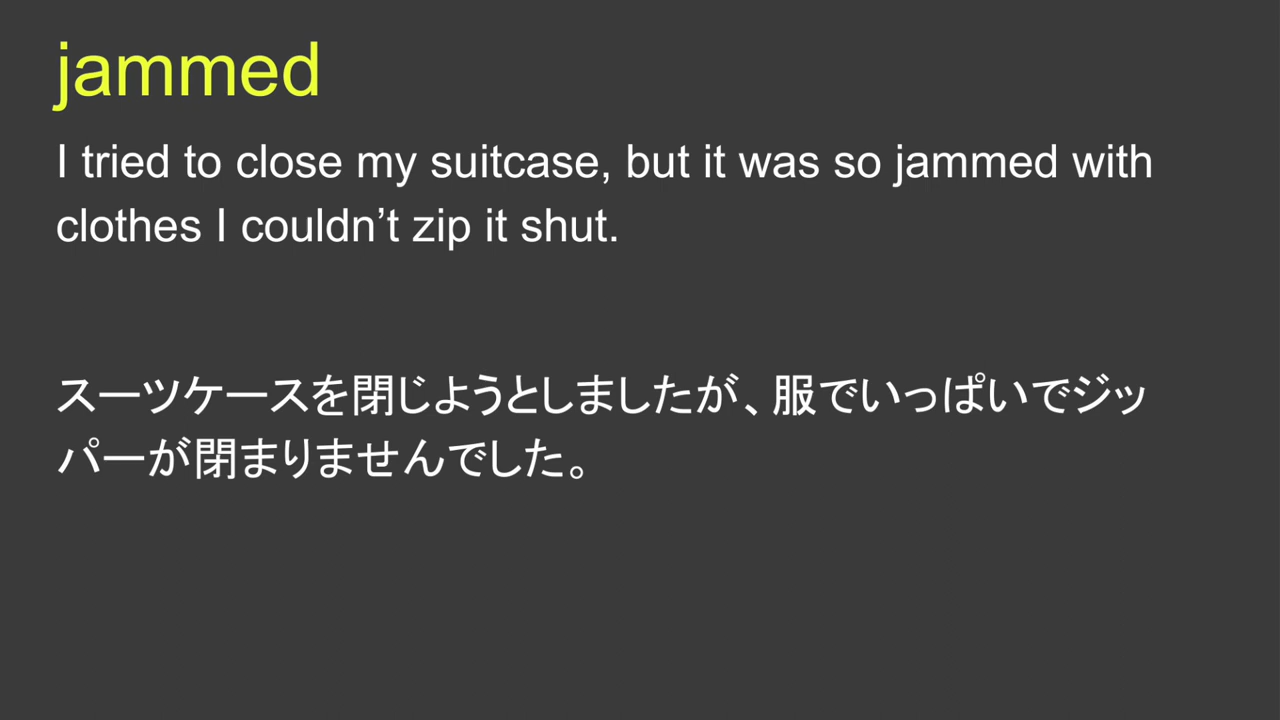 jammed
I tried to close my suitcase, but it was so jammed with
clothes I couldn’t zip it shut.
スーツケースを閉じようとしましたが、服でいっぱいでジッ
パーが閉まりませんでした。